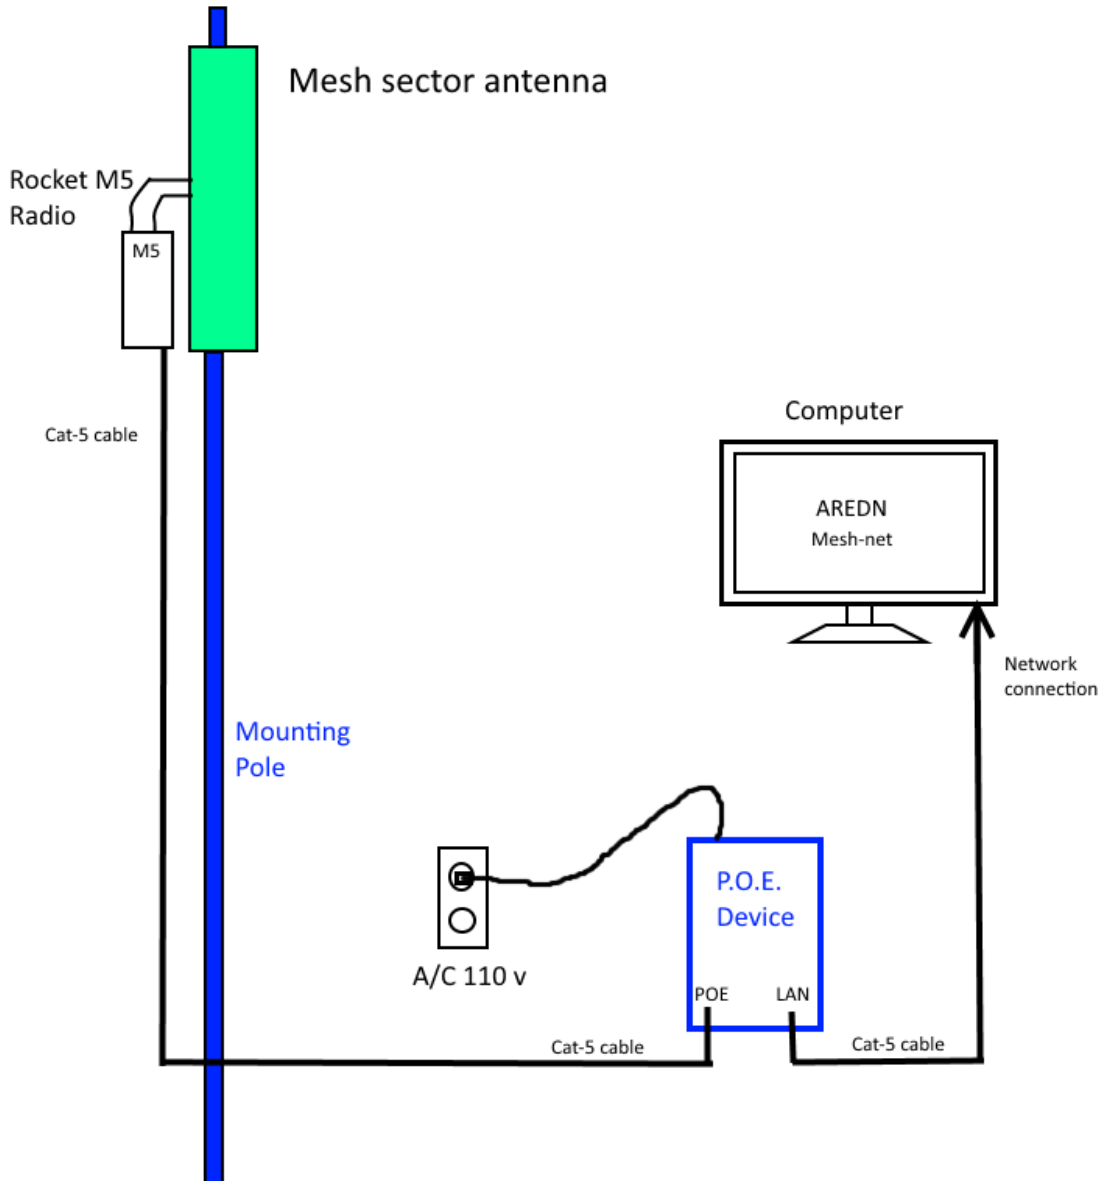 Mesh sector antenna
Rocket M5
Radio
M5
Cat-5 cable
Computer
AREDN
Mesh-net
Network
connection
Mounting
Pole
P.O.E.
Device
A/C 110 v
POE
LAN
Cat-5 cable
Cat-5 cable